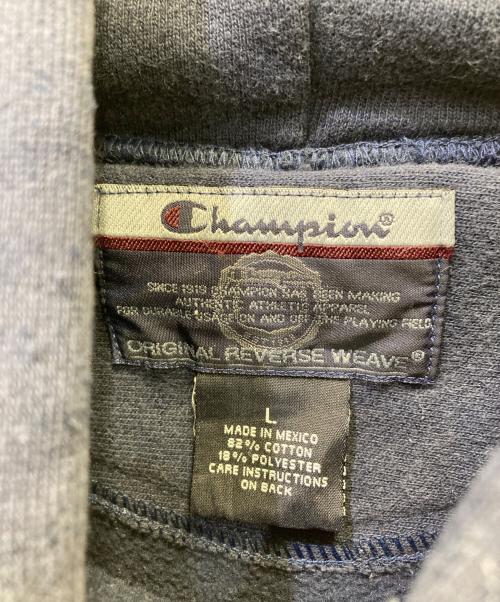 Champion®
SINCE 1919 CHAMPION HAS BEEN MAKING
AUTHENTIC ATHLETIC APPAREL
FOR DURABLE USAGE ON AND OFF THE PLAYING FIELD.
ORIGINAL REVERSE WEAVE®
L
MADE IN MEXICO
82% COTTON
18% POLYESTER
CARE INSTRUCTIONS
ON BACK